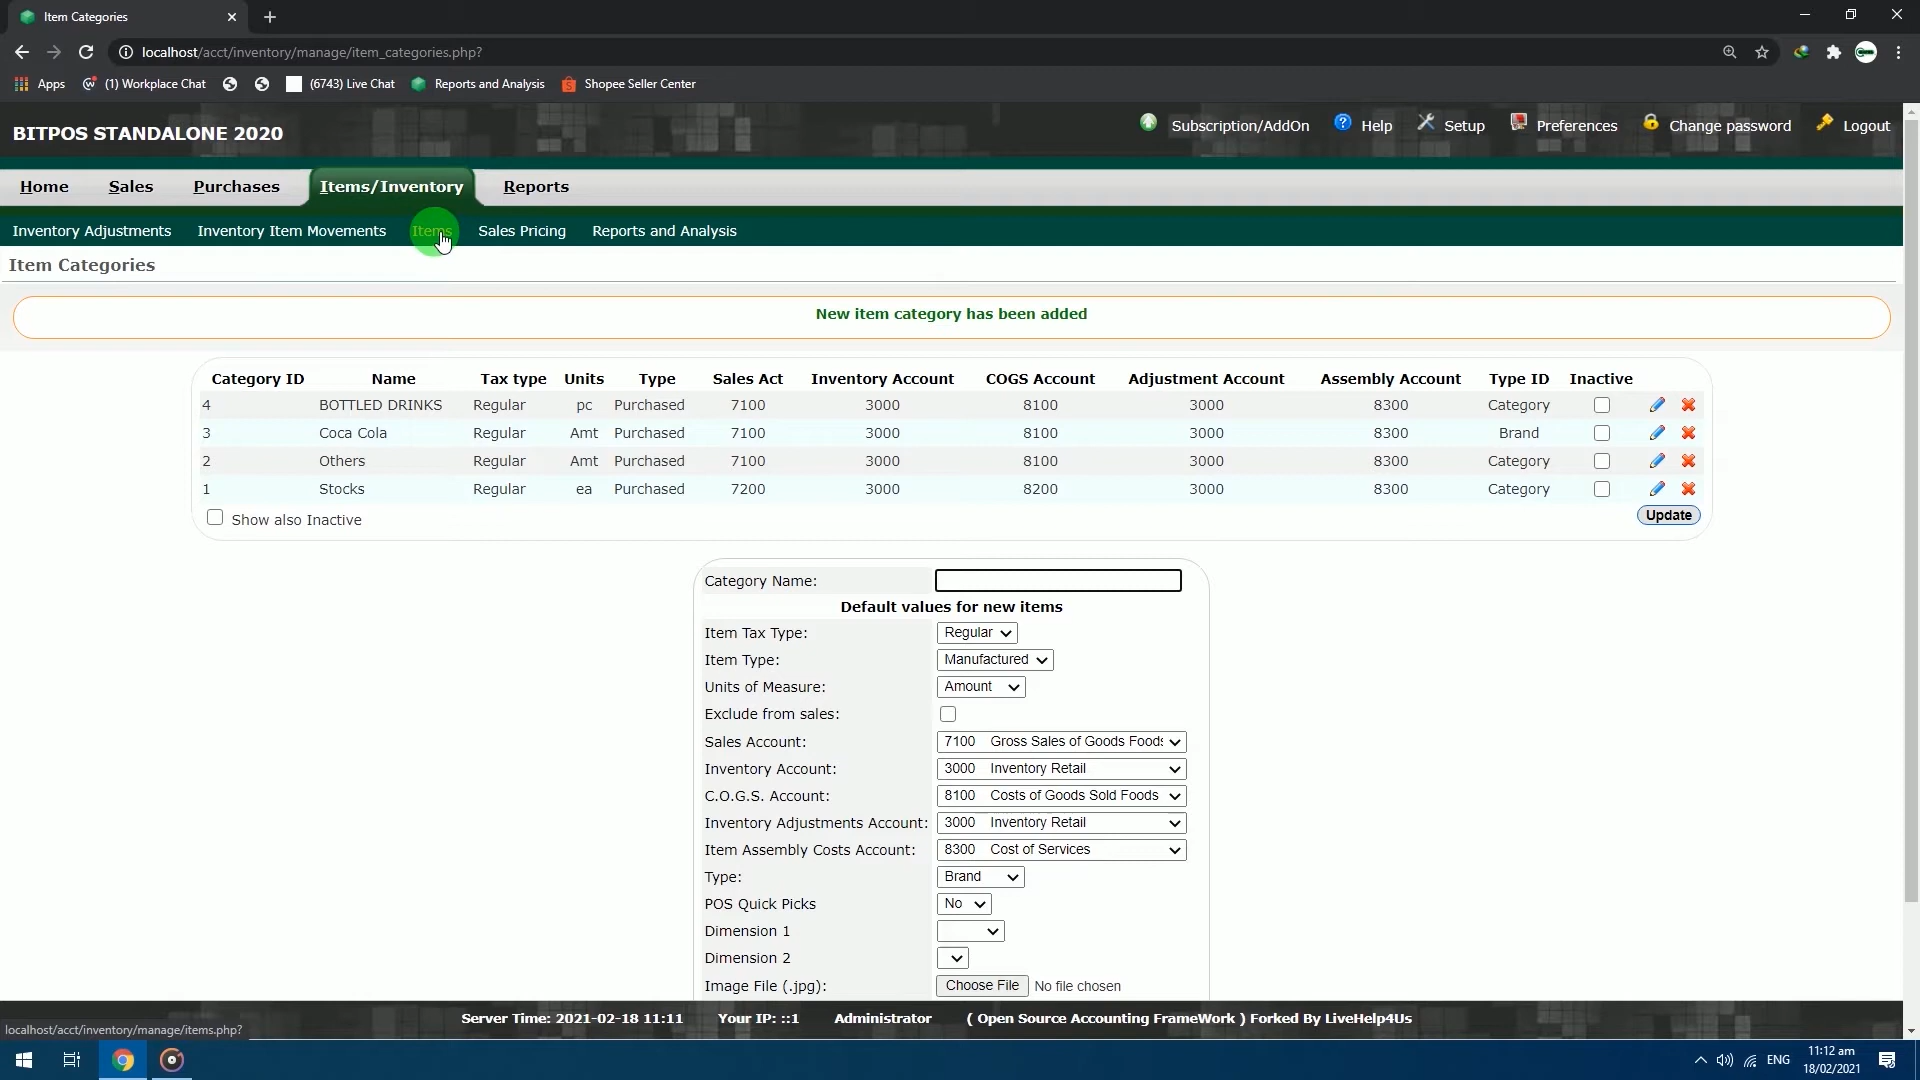 Item Categories
localhost/acct/inventory/manage/item_categories.php?
Apps (1) Workplace Chat (6743) Live Chat Reports and Analysis Shopee Seller Center
BITPOS STANDALONE 2020
Subscription/AddOn Help Setup Preferences Change password Logout
Home Sales Purchases Items/Inventory Reports
Inventory Adjustments Inventory Item Movements Items Sales Pricing Reports and Analysis
Item Categories
New item category has been added
Category ID Name Tax type Units Type Sales Act Inventory Account COGS Account Adjustment Account Assembly Account Type ID Inactive
4 BOTTLED DRINKS Regular pc Purchased 7100 3000 8100 3000 8300 Category
3 Coca Cola Regular Amt Purchased 7100 3000 8100 3000 8300 Brand
2 Others Regular Amt Purchased 7100 3000 8100 3000 8300 Category
1 Stocks Regular ea Purchased 7200 3000 8200 3000 8300 Category
Show also Inactive Update
Category Name:
Default values for new items
Item Tax Type: Regular
Item Type: Manufactured
Units of Measure: Amount
Exclude from sales:
Sales Account: 7100 Gross Sales of Goods Foods
Inventory Account: 3000 Inventory Retail
C.O.G.S. Account: 8100 Costs of Goods Sold Foods
Inventory Adjustments Account: 3000 Inventory Retail
Item Assembly Costs Account: 8300 Cost of Services
Type: Brand
POS Quick Picks No
Dimension 1
Dimension 2
Image File (.jpg): Choose File No file chosen
Server Time: 2021-02-18 11:11 Your IP: ::1 Administrator ( Open Source Accounting FrameWork ) Forked By LiveHelp4Us
localhost/acct/inventory/manage/items.php?
ENG 11:12 am
18/02/2021